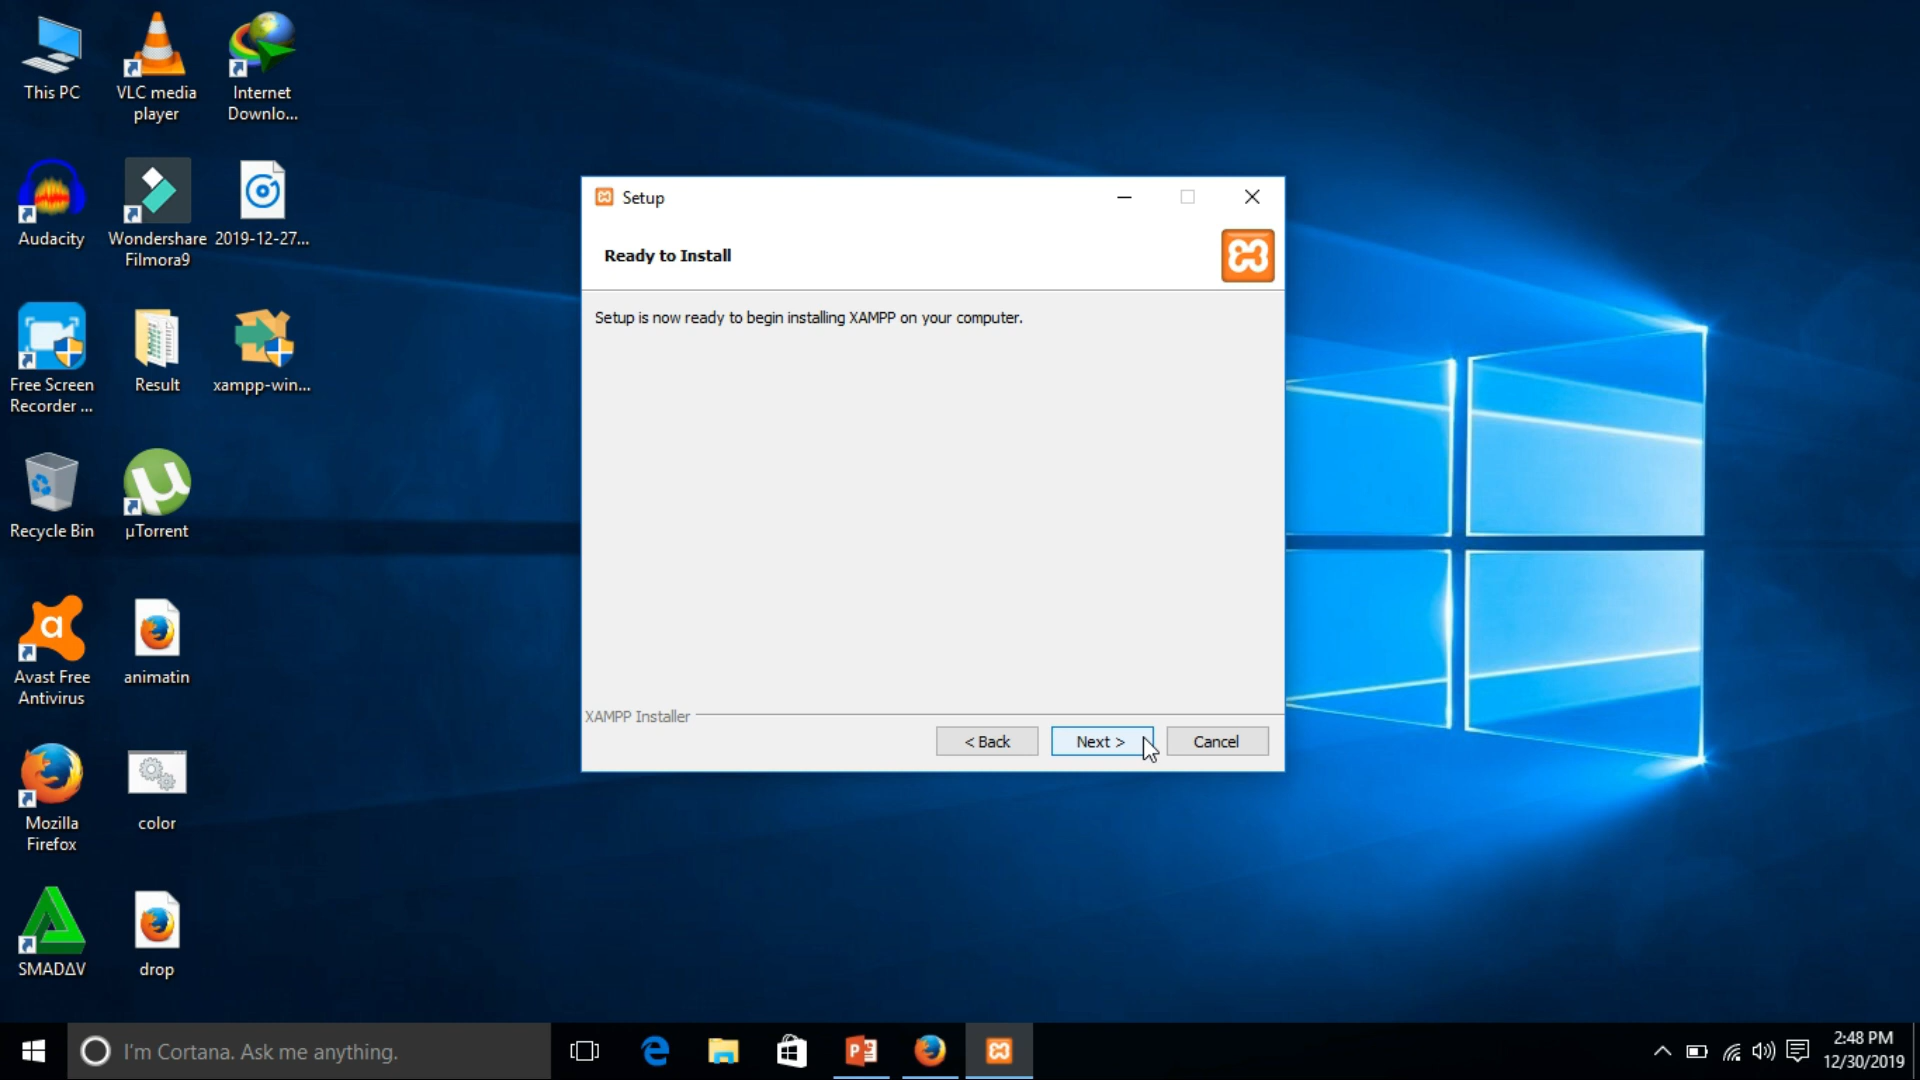 This PC
VLC media
player
Internet
Downlo...
Audacity
Wondershare
Filmora9
2019-12-27...
Free Screen
Recorder ...
Result
xampp-win...
Recycle Bin
µTorrent
Avast Free
Antivirus
animatin
Mozilla
Firefox
color
SMADΔV
drop
Setup
Ready to Install
Setup is now ready to begin installing XAMPP on your computer.
XAMPP Installer
< Back
Next >
Cancel
I'm Cortana. Ask me anything.
2:48 PM
12/30/2019